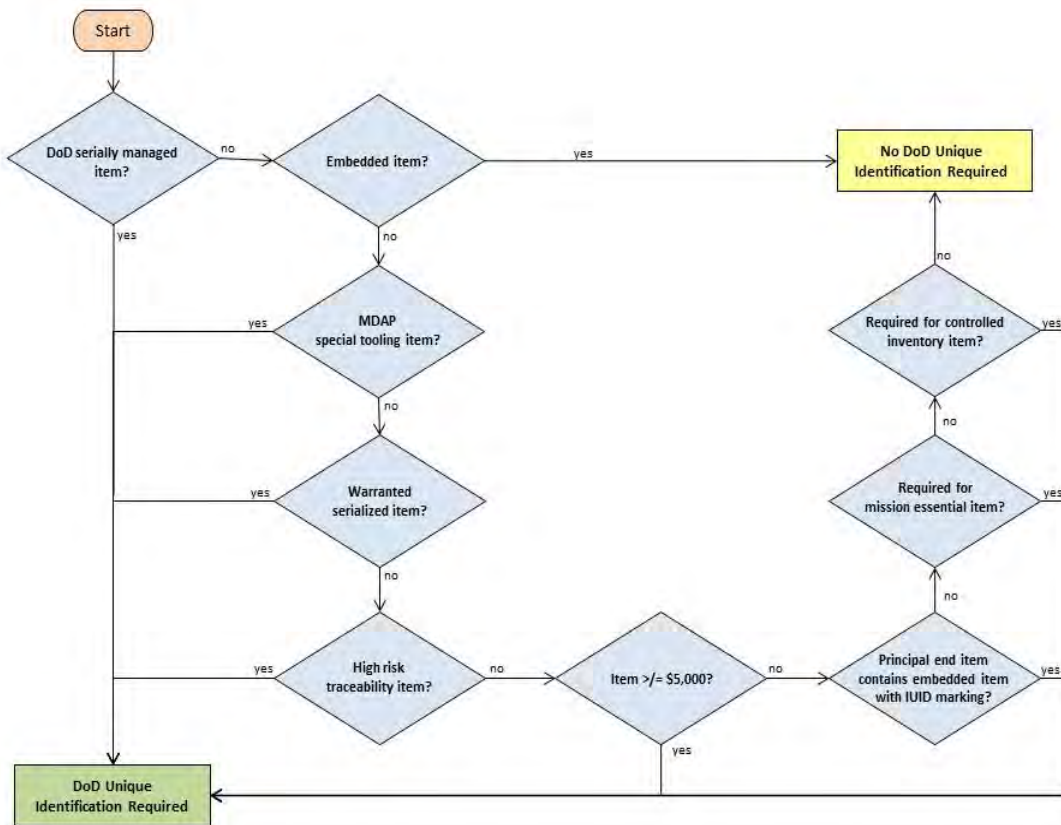 Start
DoD serially managed
item?
no
Embedded item?
yes
No DoD Unique
Identification Required
yes
no
no
MDAP
special tooling item?
yes
Required for controlled
inventory item?
yes
no
no
Warranted
serialized item?
yes
Required for
mission essential item?
yes
no
no
High risk
traceability item?
yes
no
Item >/= $5,000?
no
Principal end item
contains embedded item
with IUID marking?
yes
yes
DoD Unique
Identification Required